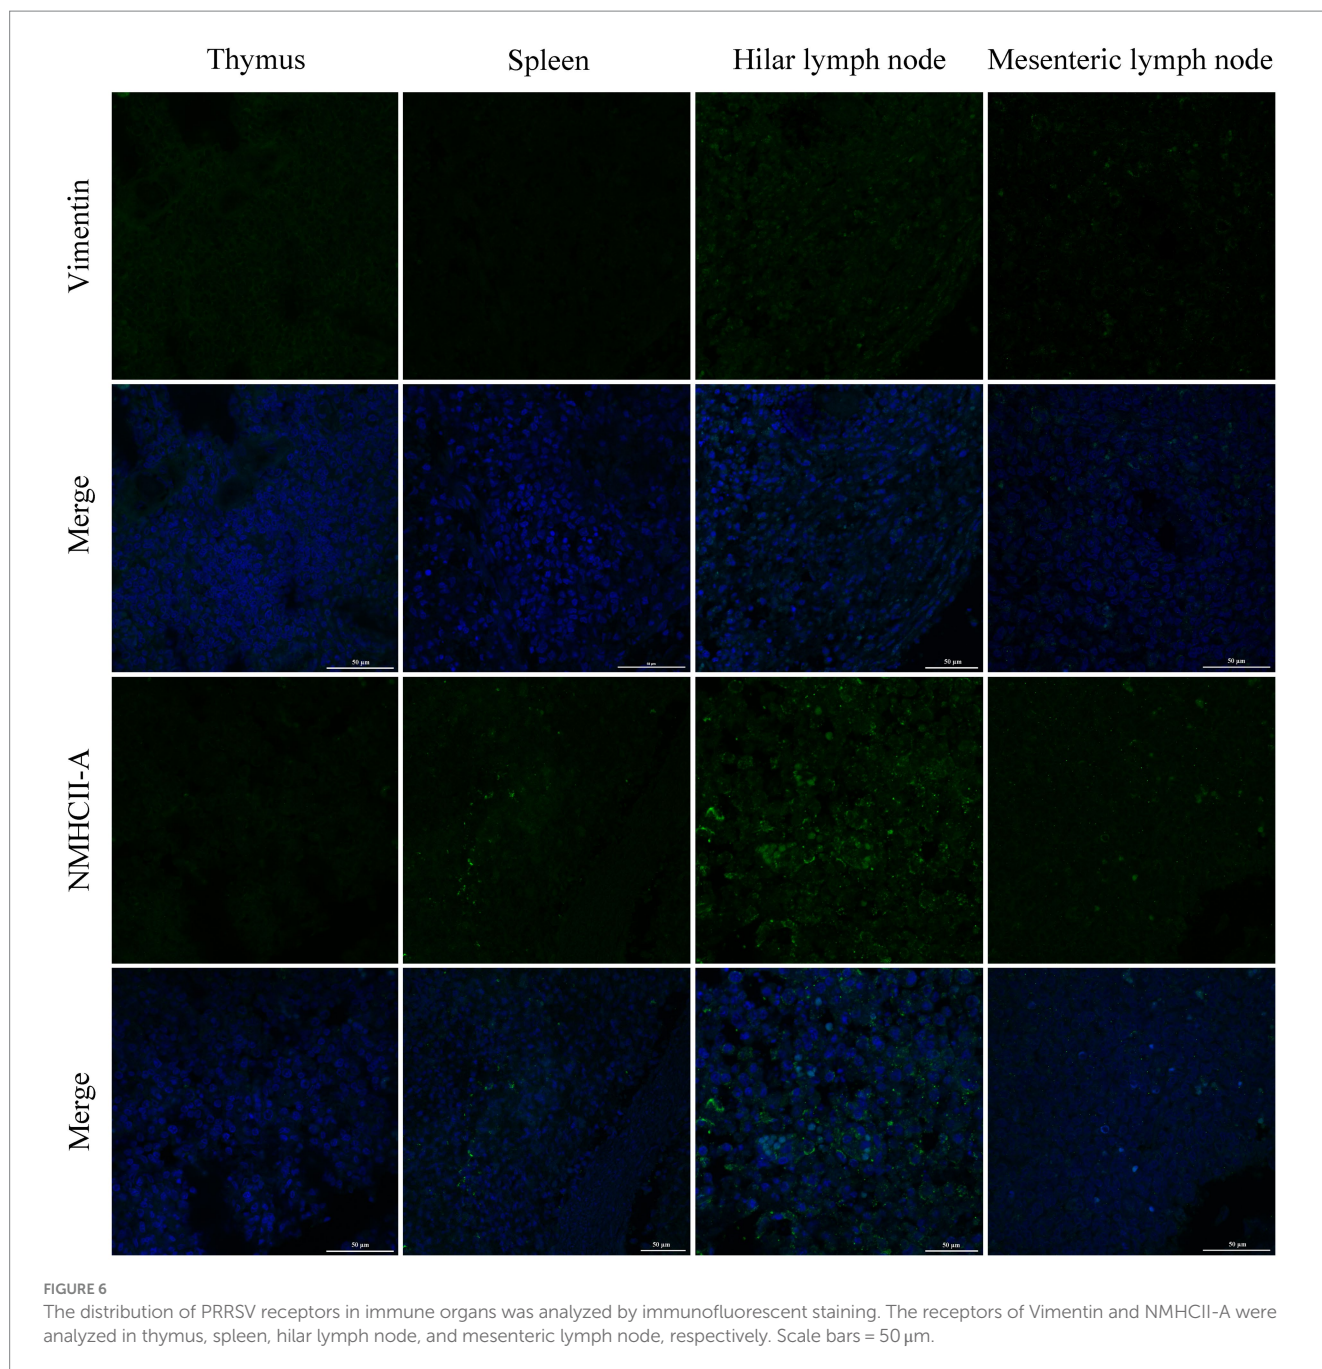 Thymus Spleen Hilar lymph node Mesenteric lymph node
Vimentin
Merge
50 μm 50 μm 50 μm
NMHCII-A
Merge
50 μm 50 μm 50 μm 50 μm
FIGURE 6
The distribution of PRRSV receptors in immune organs was analyzed by immunofluorescent staining. The receptors of Vimentin and NMHCII-A were
analyzed in thymus, spleen, hilar lymph node, and mesenteric lymph node, respectively. Scale bars = 50 μm.